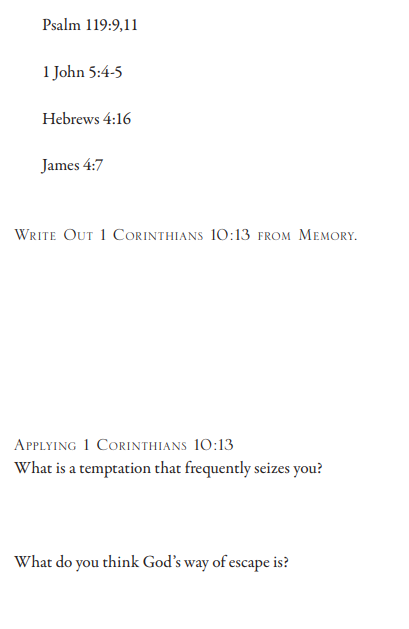 Psalm 119:9,11
1 John 5:4-5
Hebrews 4:16
James 4:7
Write Out 1 Corinthians 10:13 from Memory.
Applying 1 Corinthians 10:13
What is a temptation that frequently seizes you?
What do you think God's way of escape is?